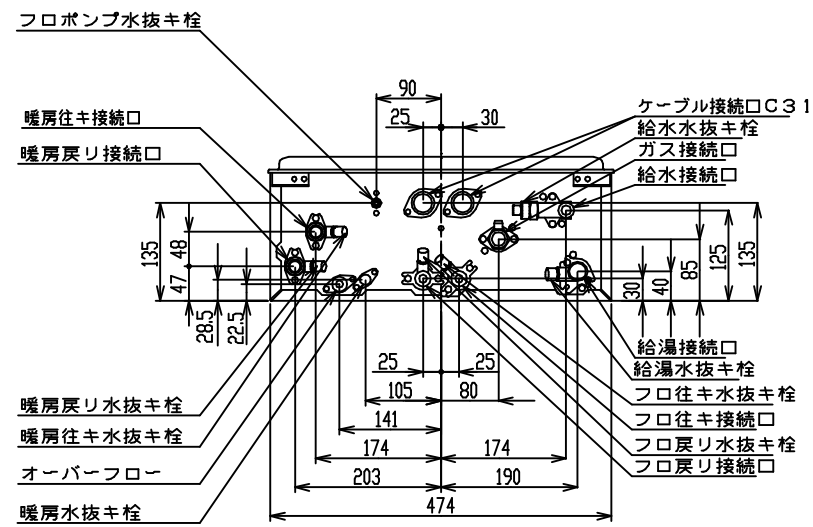 フロポンプ水抜キ栓
90
25
30
ケーブル接続口C31
暖房往キ接続口
給水水抜キ栓
暖房戻リ接続口
ガス接続口
給水接続口
135
48
47
28.5
22.5
30
40
85
125
135
給湯接続口
25
25
給湯水抜キ栓
105
80
フロ往キ水抜キ栓
暖房戻リ水抜キ栓
141
フロ往キ接続口
暖房往キ水抜キ栓
174
174
フロ戻リ水抜キ栓
オーバーフロー
203
190
フロ戻リ接続口
暖房水抜キ栓
474